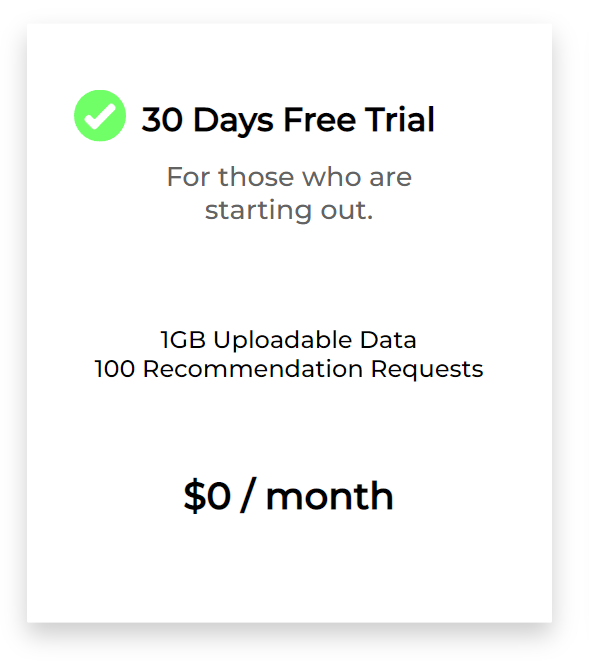 30 Days Free Trial
For those who are
starting out.
1GB Uploadable Data
100 Recommendation Requests
$0 / month